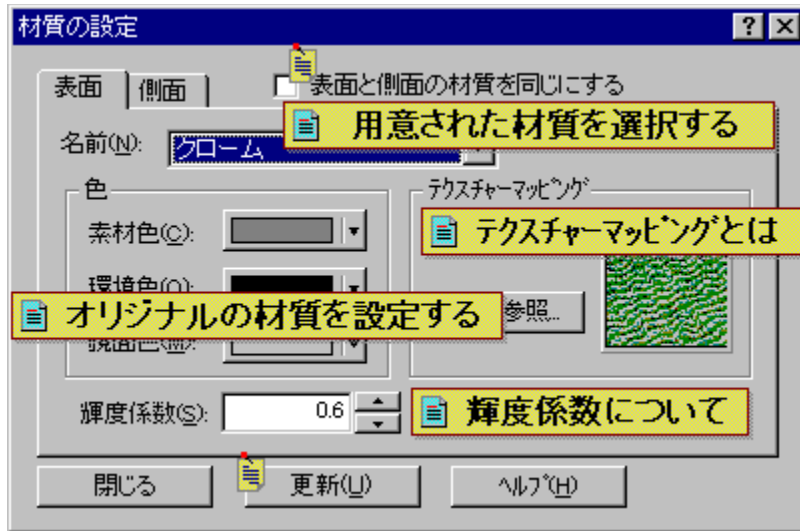 材質の設定
表面 側面 表面と側面の材質を同じにする
用意された材質を選択する
名前(N): クローム
色 テクスチャーマッピング
素材色(C): テクスチャーマッピングとは
環境色(O):
オリジナルの材質を設定する 参照...
鏡面色(M):
輝度係数(S): 0.6 輝度係数について
閉じる 更新(U) ヘルプ(H)